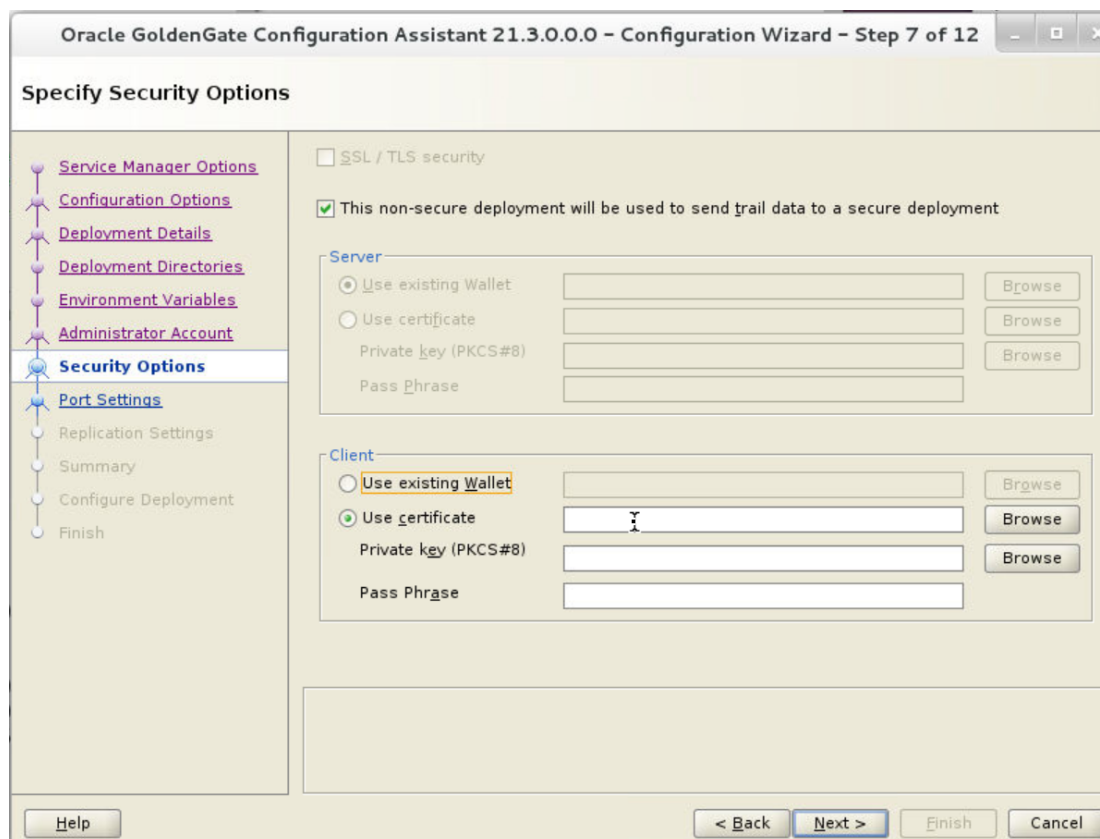 Oracle GoldenGate Configuration Assistant 21.3.0.0.0 - Configuration Wizard - Step 7 of 12
Specify Security Options
Service Manager Options
Configuration Options
Deployment Details
Deployment Directories
Environment Variables
Administrator Account
Security Options
Port Settings
Replication Settings
Summary
Configure Deployment
Finish
SSL / TLS security
This non-secure deployment will be used to send trail data to a secure deployment
Server
Use existing Wallet Browse
Use certificate Browse
Private key (PKCS#8) Browse
Pass Phrase
Client
Use existing Wallet Browse
Use certificate Browse
Private key (PKCS#8) Browse
Pass Phrase
Help < Back Next > Finish Cancel